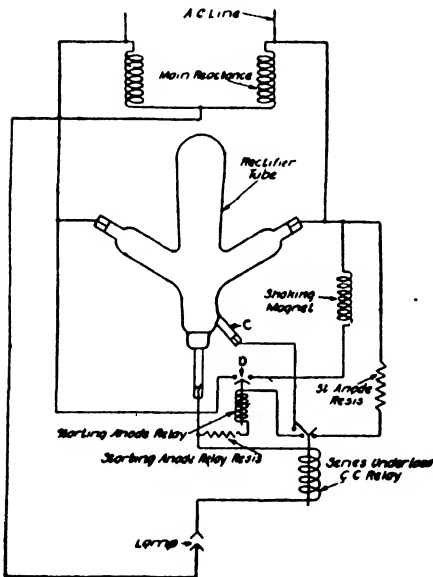 A C Line
Main Reactance
Rectifier
Tube
C
Shaking
Magnet
D
St Anode
Resis
Starting Anode Relay
Starting Anode Relay Resis
Series Underload
C C Relay
Lamp